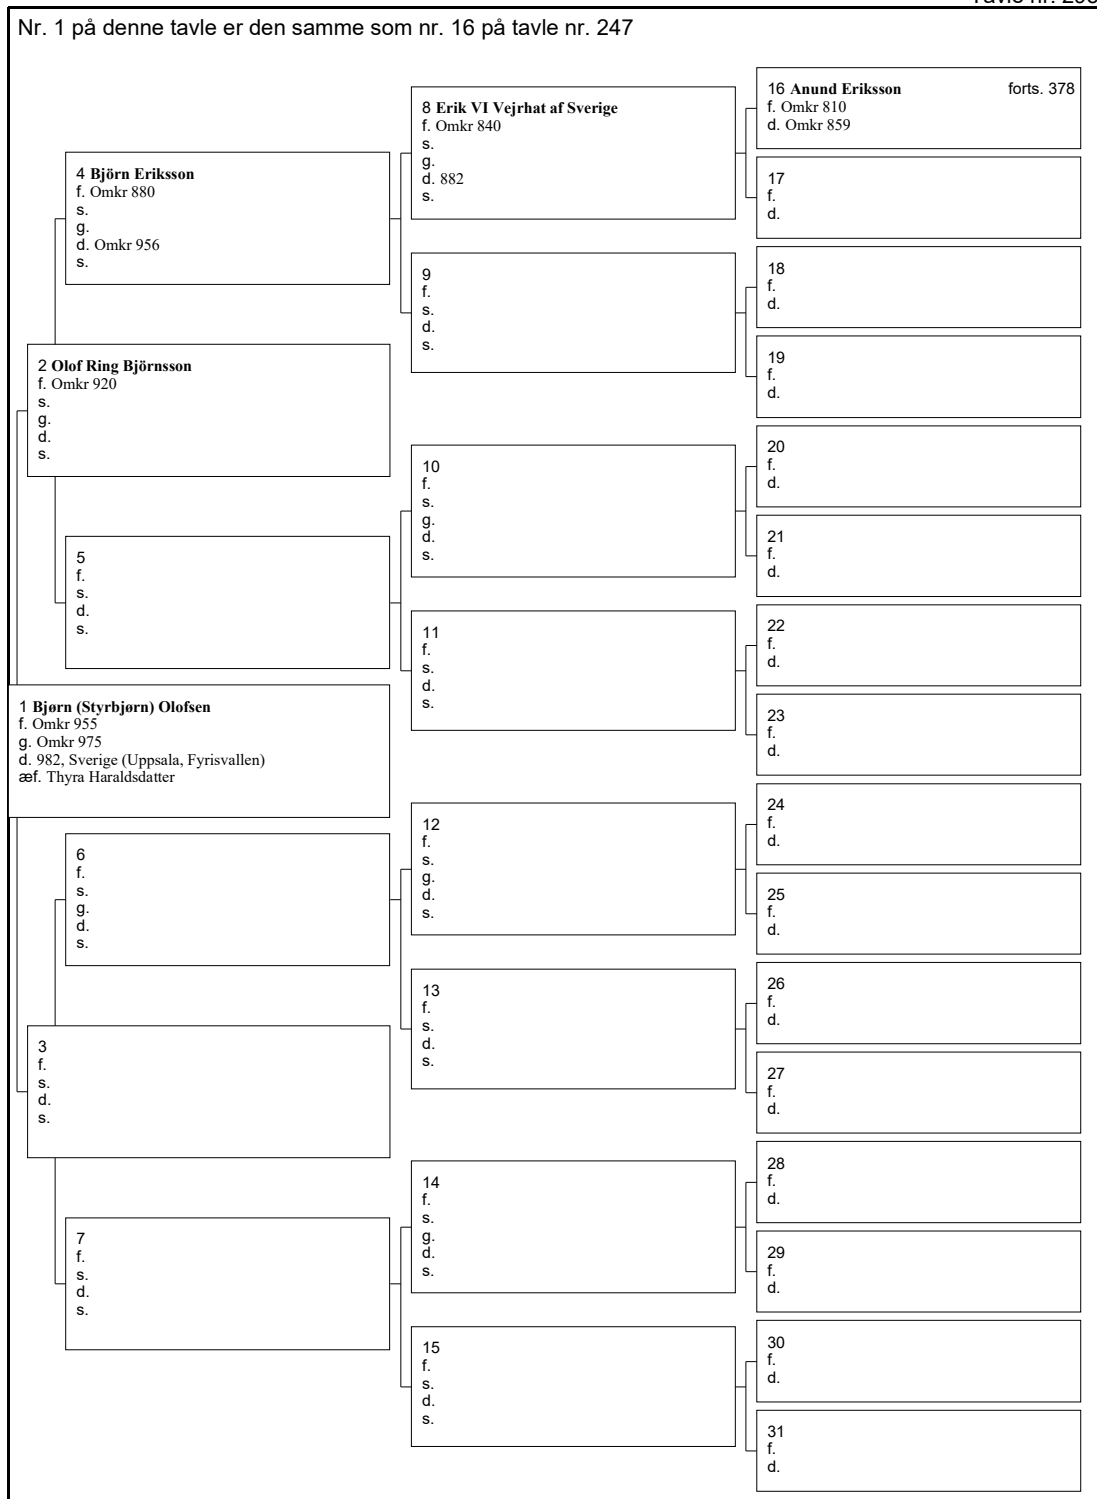 Nr. 1 på denne tavle er den samme som nr. 16 på tavle nr. 247
16 Anund Eriksson forts. 378
f. Omkr 810
d. Omkr 859
8 Erik VI Vejrhat af Sverige
f. Omkr 840
s.
g.
d. 882
s.
4 Björn Eriksson
f. Omkr 880
s.
g.
d. Omkr 956
s.
17
f.
d.
18
f.
d.
9
f.
s.
d.
s.
19
f.
d.
2 Olof Ring Björnsson
f. Omkr 920
s.
g.
d.
s.
20
f.
d.
10
f.
s.
g.
d.
s.
21
f.
d.
5
f.
s.
d.
s.
22
f.
d.
11
f.
s.
d.
s.
23
f.
d.
1 Bjørn (Styrbjørn) Olofsen
f. Omkr 955
g. Omkr 975
d. 982, Sverige (Uppsala, Fyrisvallen)
æf. Thyra Haraldsdatter
24
f.
d.
12
f.
s.
g.
d.
s.
6
f.
s.
g.
d.
s.
25
f.
d.
26
f.
d.
13
f.
s.
d.
s.
3
f.
s.
d.
s.
27
f.
d.
28
f.
d.
14
f.
s.
g.
d.
s.
7
f.
s.
d.
s.
29
f.
d.
30
f.
d.
15
f.
s.
d.
s.
31
f.
d.